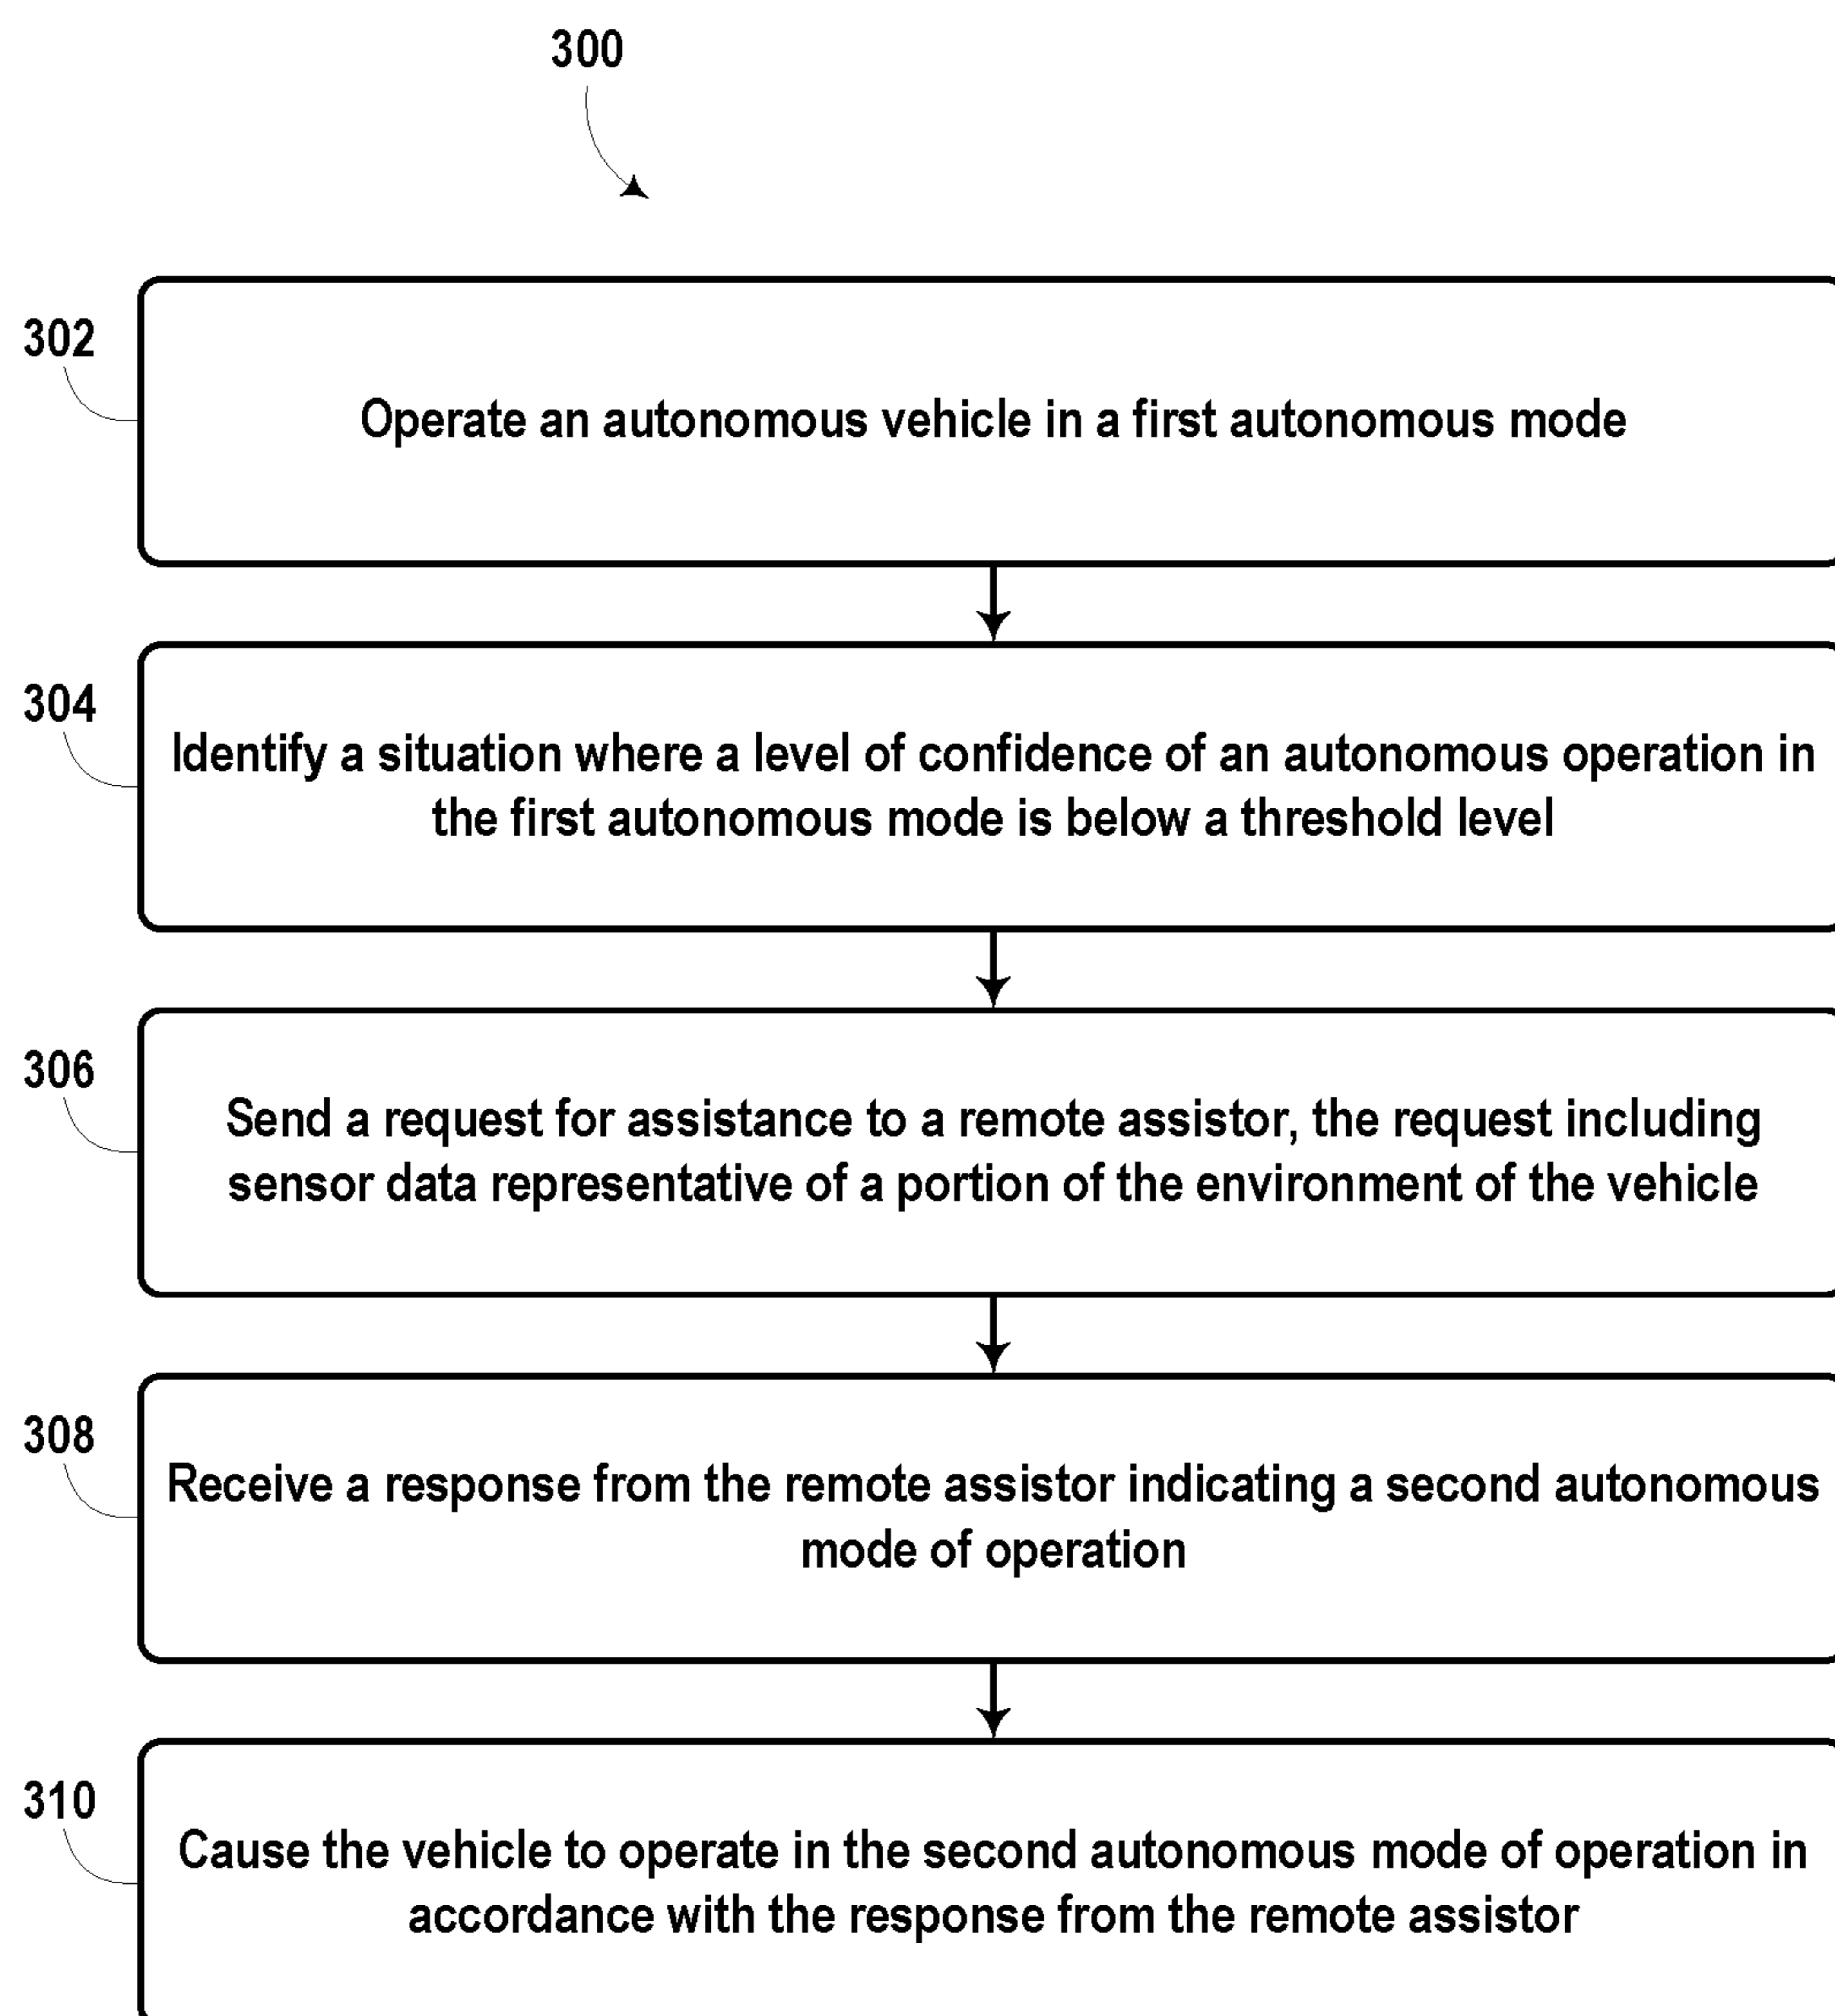 300
302
Operate an autonomous vehicle in a first autonomous mode
304
Identify a situation where a level of confidence of an autonomous operation in
the first autonomous mode is below a threshold level
306
Send a request for assistance to a remote assistor, the request including
sensor data representative of a portion of the environment of the vehicle
308
Receive a response from the remote assistor indicating a second autonomous
mode of operation
310
Cause the vehicle to operate in the second autonomous mode of operation in
accordance with the response from the remote assistor